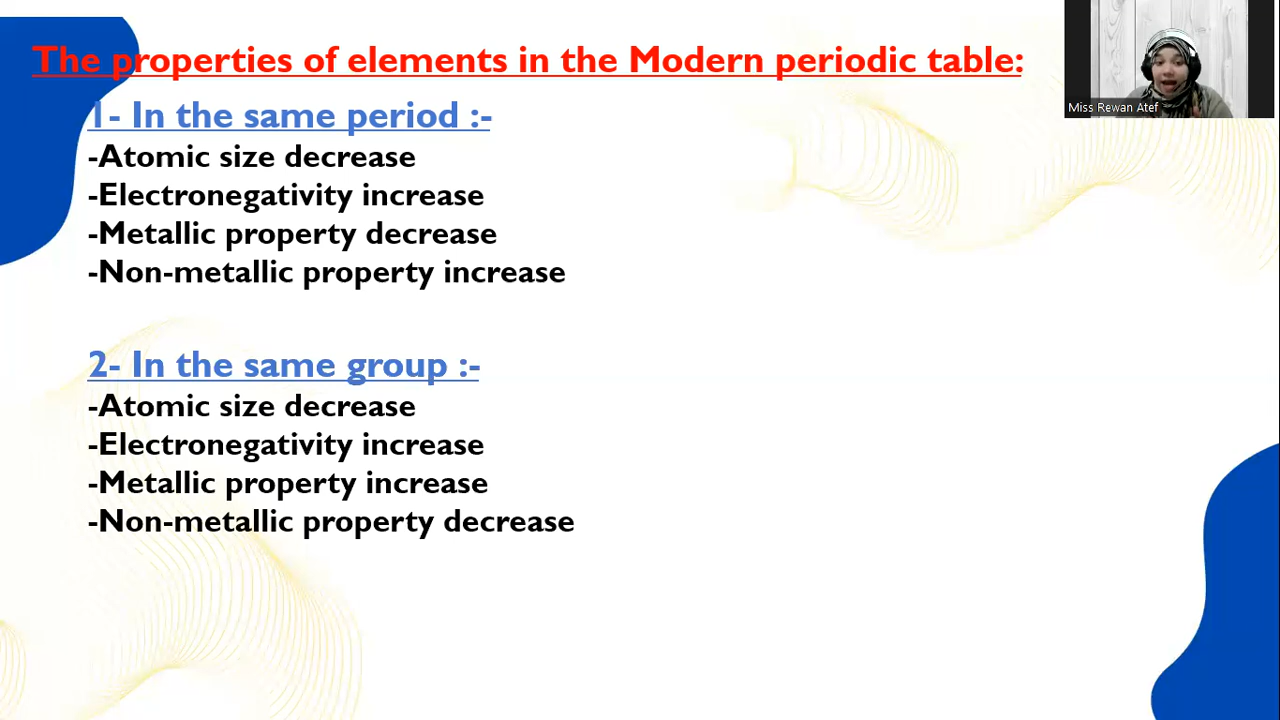 The properties of elements in the Modern periodic table:
Miss Rewan Atef
1- In the same period :-
-Atomic size decrease
-Electronegativity increase
-Metallic property decrease
-Non-metallic property increase
2- In the same group :-
-Atomic size decrease
-Electronegativity increase
-Metallic property increase
-Non-metallic property decrease